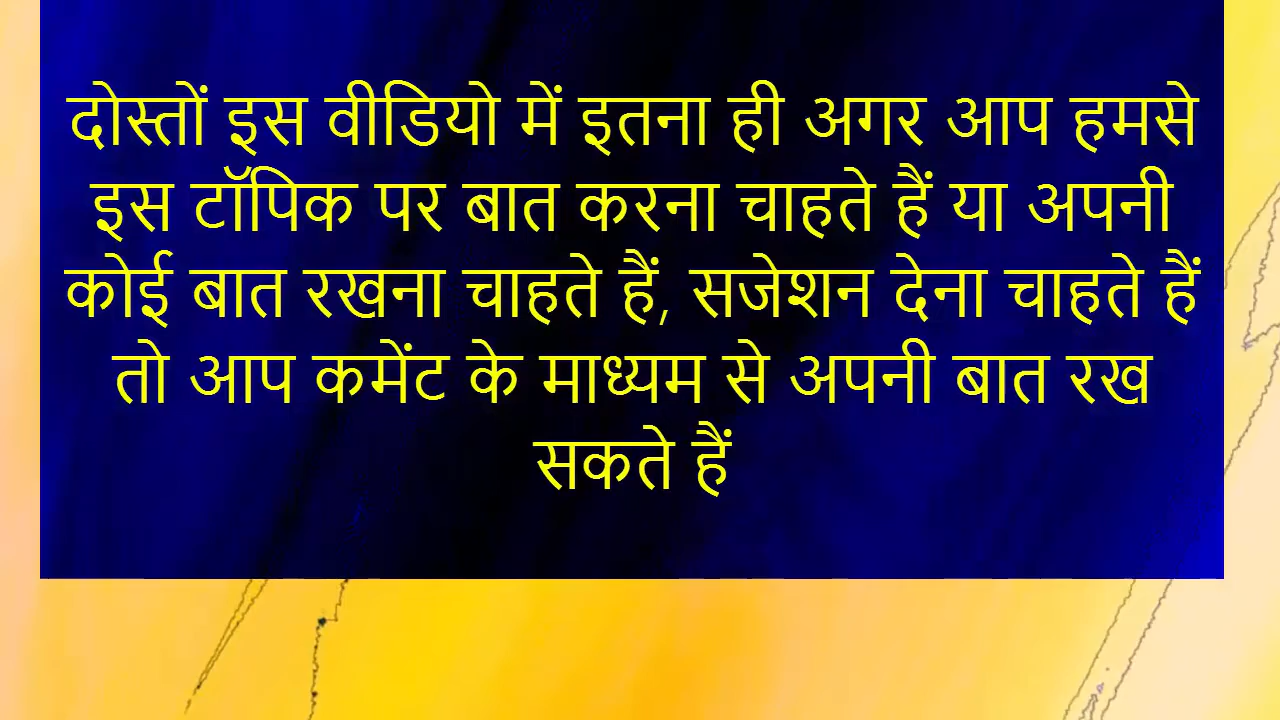 दोस्तों इस वीडियो में इतना ही अगर आप हमसे
इस टॉपिक पर बात करना चाहते हैं या अपनी
कोई बात रखना चाहते हैं, सजेशन देना चाहते हैं
तो आप कमेंट के माध्यम से अपनी बात रख
सकते हैं